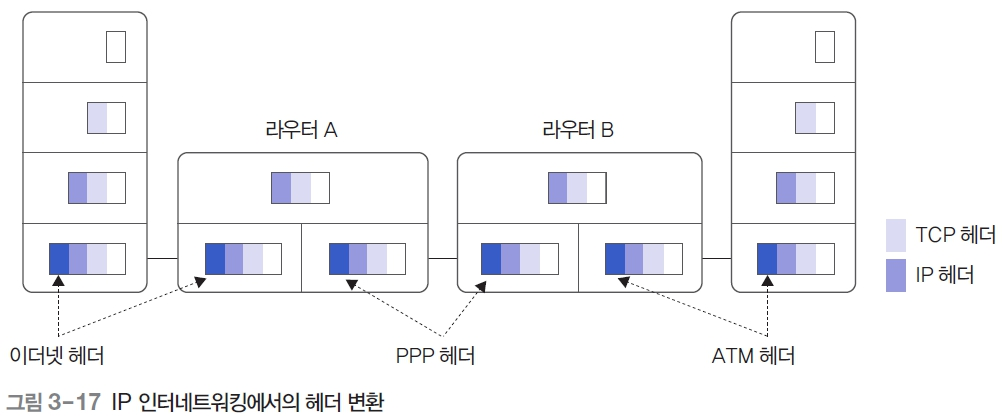 라우터 A
라우터 B
TCP 헤더
IP 헤더
이더넷 헤더
PPP 헤더
ATM 헤더
그림 3-17 IP 인터네트워킹에서의 헤더 변환